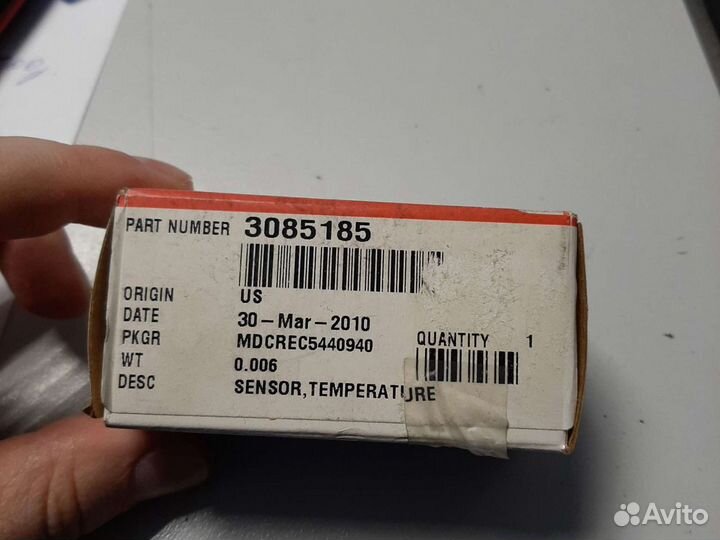 PART NUMBER 3085185
ORIGIN US
DATE 30-Mar-2010
PKGR MDCREC5440940 QUANTITY 1
WT 0.006
DESC SENSOR,TEMPERATURE
Avito